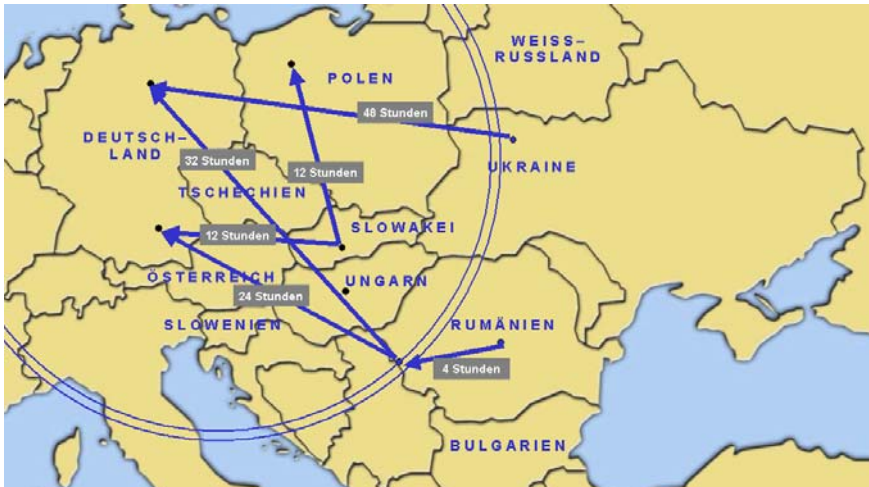 WEISS–
RUSSLAND
POLEN
48 Stunden
DEUTSCH–
LAND
32 Stunden
12 Stunden
UKRAINE
TSCHECHIEN
SLOWAKEI
12 Stunden
ÖSTERREICH
UNGARN
24 Stunden
SLOWENIEN
RUMÄNIEN
4 Stunden
BULGARIEN